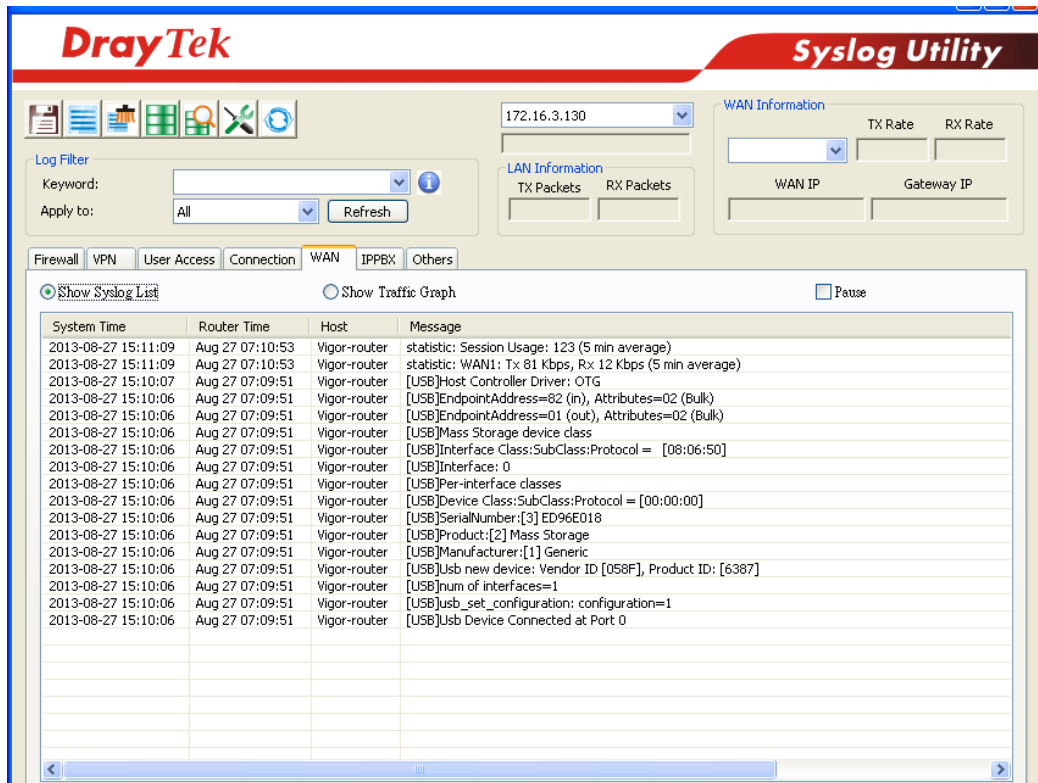 DrayTek
Syslog Utility
172.16.3.130
WAN Information
TX Rate RX Rate
WAN IP Gateway IP
LAN Information
TX Packets RX Packets
Log Filter
Keyword:
Apply to: All Refresh
Firewall VPN User Access Connection WAN IPPBX Others
Show Syslog List Show Traffic Graph Pause
System Time Router Time Host Message
2013-08-27 15:11:09 Aug 27 07:10:53 Vigor-router statistic: Session Usage: 123 (5 min average)
2013-08-27 15:11:09 Aug 27 07:10:53 Vigor-router statistic: WAN1: Tx 81 Kbps, Rx 12 Kbps (5 min average)
2013-08-27 15:10:07 Aug 27 07:09:51 Vigor-router [USB]Host Controller Driver: OTG
2013-08-27 15:10:06 Aug 27 07:09:51 Vigor-router [USB]EndpointAddress=82 (in), Attributes=02 (Bulk)
2013-08-27 15:10:06 Aug 27 07:09:51 Vigor-router [USB]EndpointAddress=01 (out), Attributes=02 (Bulk)
2013-08-27 15:10:06 Aug 27 07:09:51 Vigor-router [USB]Mass Storage device class
2013-08-27 15:10:06 Aug 27 07:09:51 Vigor-router [USB]Interface Class:SubClass:Protocol = [08:06:50]
2013-08-27 15:10:06 Aug 27 07:09:51 Vigor-router [USB]Interface: 0
2013-08-27 15:10:06 Aug 27 07:09:51 Vigor-router [USB]Per-interface classes
2013-08-27 15:10:06 Aug 27 07:09:51 Vigor-router [USB]Device Class:SubClass:Protocol = [00:00:00]
2013-08-27 15:10:06 Aug 27 07:09:51 Vigor-router [USB]SerialNumber:[3] ED96E018
2013-08-27 15:10:06 Aug 27 07:09:51 Vigor-router [USB]Product:[2] Mass Storage
2013-08-27 15:10:06 Aug 27 07:09:51 Vigor-router [USB]Manufacturer:[1] Generic
2013-08-27 15:10:06 Aug 27 07:09:51 Vigor-router [USB]Usb new device: Vendor ID [058F], Product ID: [6387]
2013-08-27 15:10:06 Aug 27 07:09:51 Vigor-router [USB]num of interfaces=1
2013-08-27 15:10:06 Aug 27 07:09:51 Vigor-router [USB]usb_set_configuration: configuration=1
2013-08-27 15:10:06 Aug 27 07:09:51 Vigor-router [USB]Usb Device Connected at Port 0